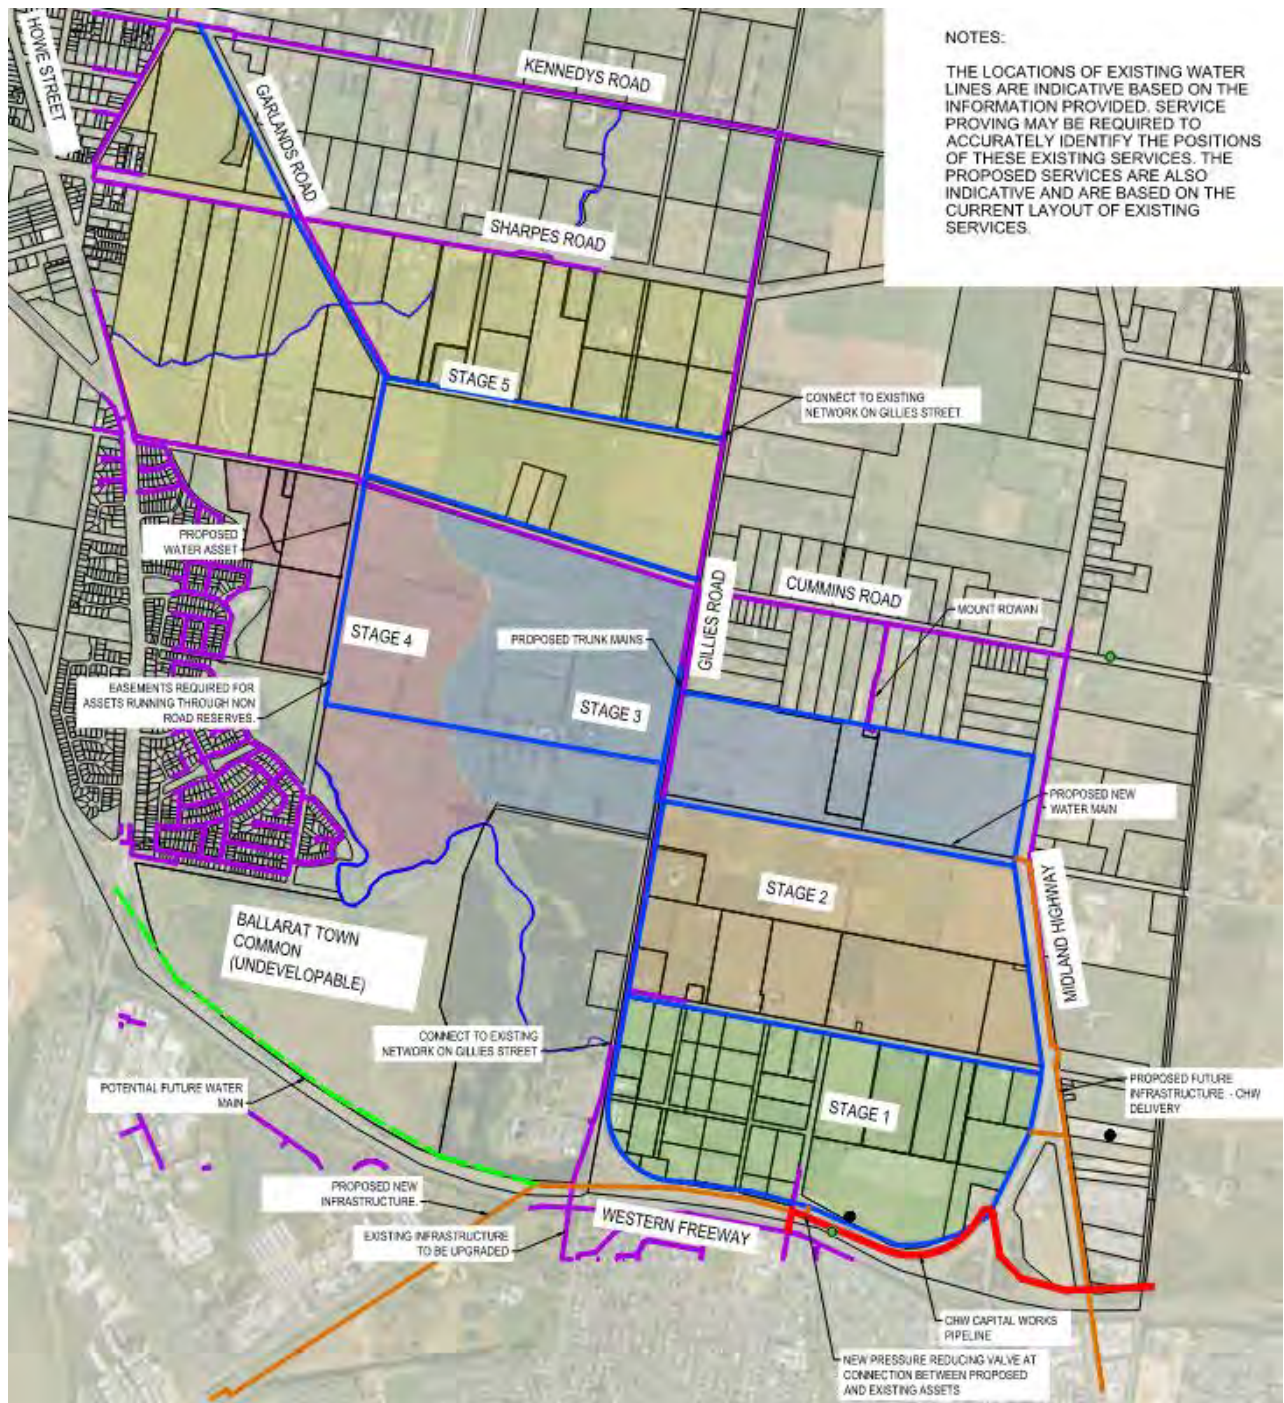 NOTES:
THE LOCATIONS OF EXISTING WATER
LINES ARE INDICATIVE BASED ON THE
INFORMATION PROVIDED. SERVICE
PROVING MAY BE REQUIRED TO
ACCURATELY IDENTIFY THE POSITIONS
OF THESE EXISTING SERVICES. THE
PROPOSED SERVICES ARE ALSO
INDICATIVE AND ARE BASED ON THE
CURRENT LAYOUT OF EXISTING
SERVICES.
HOWE STREET
KENNEDYS ROAD
GARLANDS ROAD
SHARPES ROAD
STAGE 5
CONNECT TO EXISTING
NETWORK ON GILLIES STREET.
PROPOSED
WATER ASSET
CUMMINS ROAD
MOUNT ROWAN
GILLIES ROAD
STAGE 4
PROPOSED TRUNK MAINS
EASEMENTS REQUIRED FOR
ASSETS RUNNING THROUGH NON
ROAD RESERVES.
STAGE 3
PROPOSED NEW
WATER MAIN
STAGE 2
MIDLAND HIGHWAY
BALLARAT TOWN
COMMON
(UNDEVELOPABLE)
CONNECT TO EXISTING
NETWORK ON GILLIES STREET
POTENTIAL FUTURE WATER
MAIN
PROPOSED FUTURE
INFRASTRUCTURE - CHW
DELIVERY
STAGE 1
PROPOSED NEW
INFRASTRUCTURE.
WESTERN FREEWAY
EXISTING INFRASTRUCTURE
TO BE UPGRADED
CHW CAPITAL WORKS
PIPELINE
NEW PRESSURE REDUCING VALVE AT
CONNECTION BETWEEN PROPOSED
AND EXISTING ASSETS